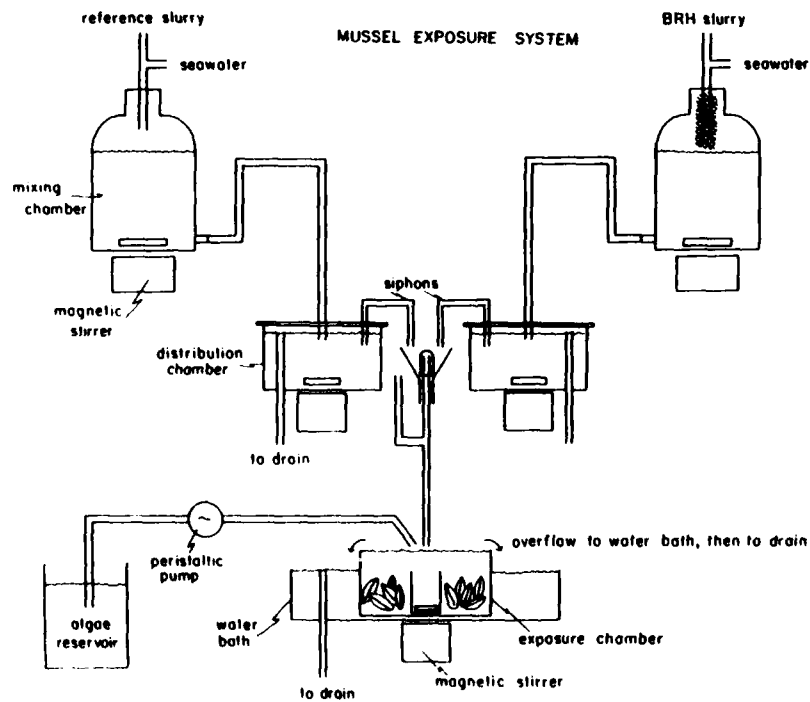 reference slurry
MUSSEL EXPOSURE SYSTEM
BRH slurry
seawater
seawater
mixing
chamber
magnetic
stirrer
siphons
distribution
chamber
to drain
peristaltic
pump
overflow to water bath, then to drain
algae
reservoir
water
bath
exposure chamber
magnetic stirrer
to drain